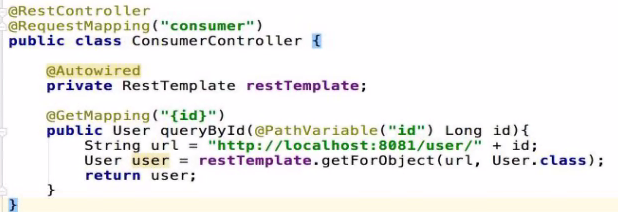 @RestController
@RequestMapping("consumer")
public class ConsumerController {
@Autowired
private RestTemplate restTemplate;
@GetMapping("{id}")
public User queryById(@PathVariable("id") Long id){
String url = "http://localhost:8081/user/" + id;
User user = restTemplate.getForObject(url, User.class);
return user;
}
}